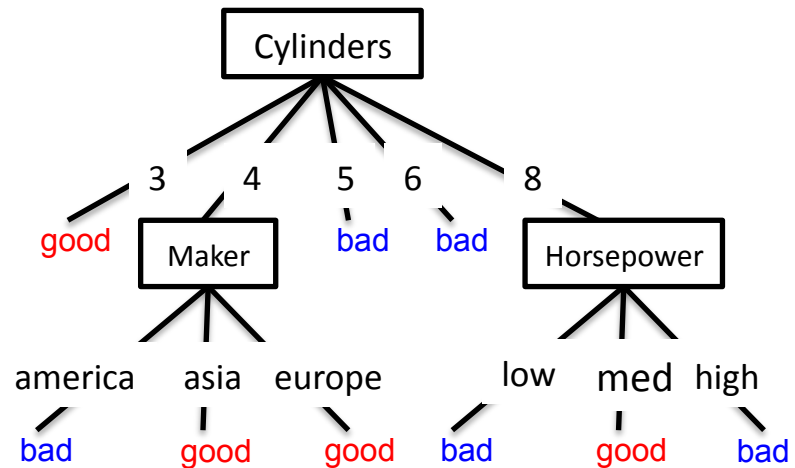 Cylinders
3 4 5 6 8
good Maker bad bad Horsepower
america asia europe low med high
bad good good bad good bad